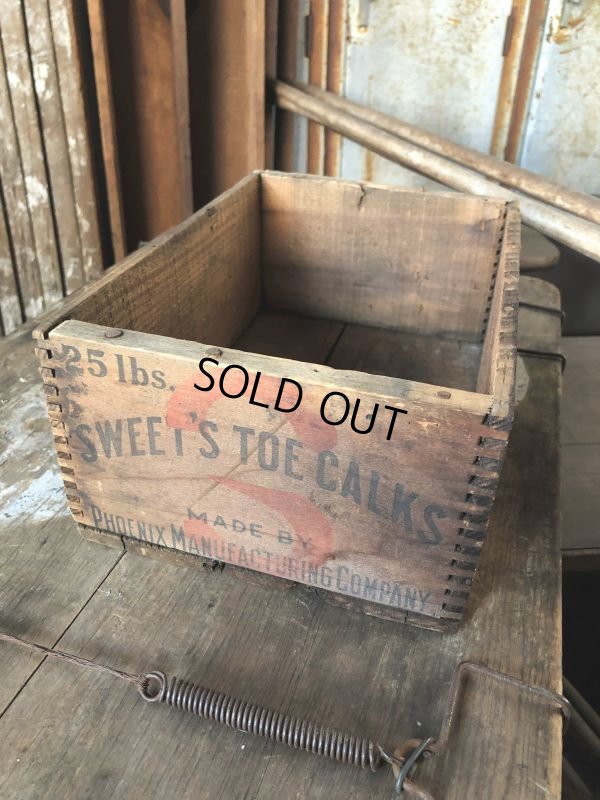 25 lbs.
SOLD OUT
SWEET'S TOE CALKS
MADE BY
PHOENIX MANUFACTURING COMPANY